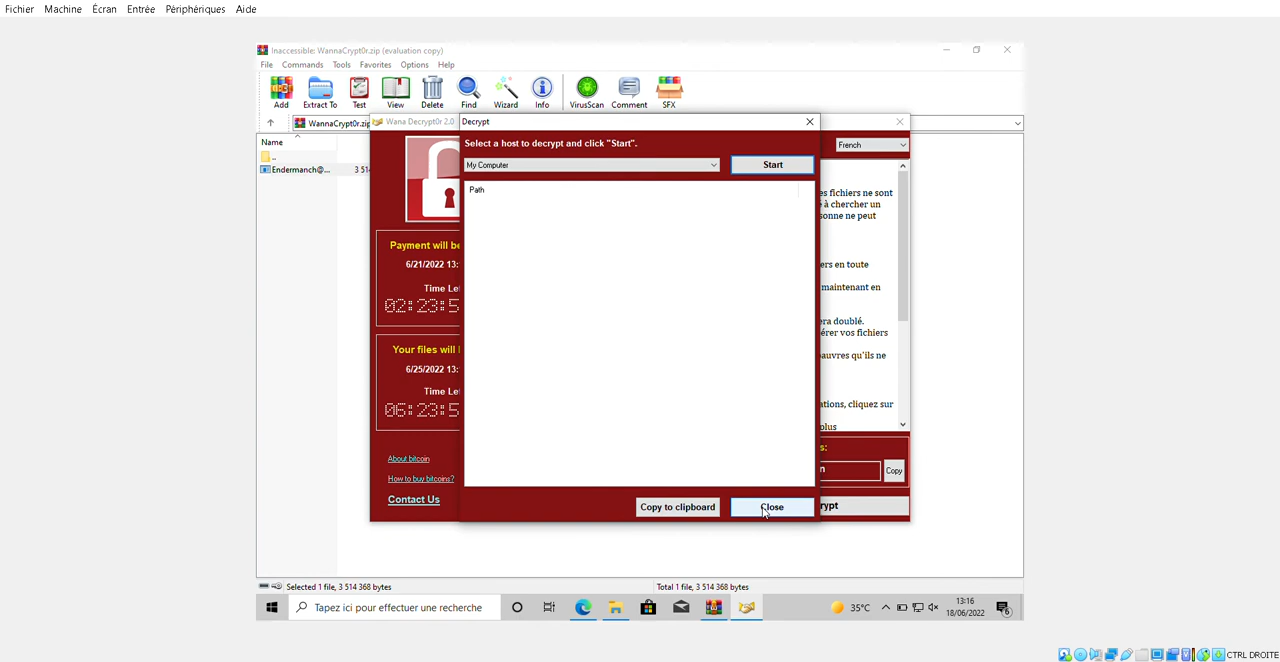 Fichier Machine Écran Entrée Périphériques Aide
Inaccessible: WannaCrypt0r.zip (evaluation copy)
File Commands Tools Favorites Options Help
Add Extract To Test View Delete Find Wizard Info VirusScan Comment SFX
WannaCrypt0r.zip
Name
..
Endermanch@... 3 514
Wana Decrypt0r 2.0
Payment will be
6/21/2022 13:
Time Le
02:23:5
Your files will
6/25/2022 13:
Time Le
06:23:5
About bitcoin
How to buy bitcoins?
Contact Us
Decrypt
Select a host to decrypt and click "Start".
My Computer
Start
Path
Copy to clipboard
Close
French
es fichiers ne sont
é à chercher un
sonne ne peut
ers en toute
maintenant en
era doublé.
érer vos fichiers
pauvres qu'ils ne
ations, cliquez sur
plus
s:
n
Copy
rypt
Selected 1 file, 3 514 368 bytes
Total 1 file, 3 514 368 bytes
Tapez ici pour effectuer une recherche
35°C
13:16
18/06/2022
6
CTRL DROITE